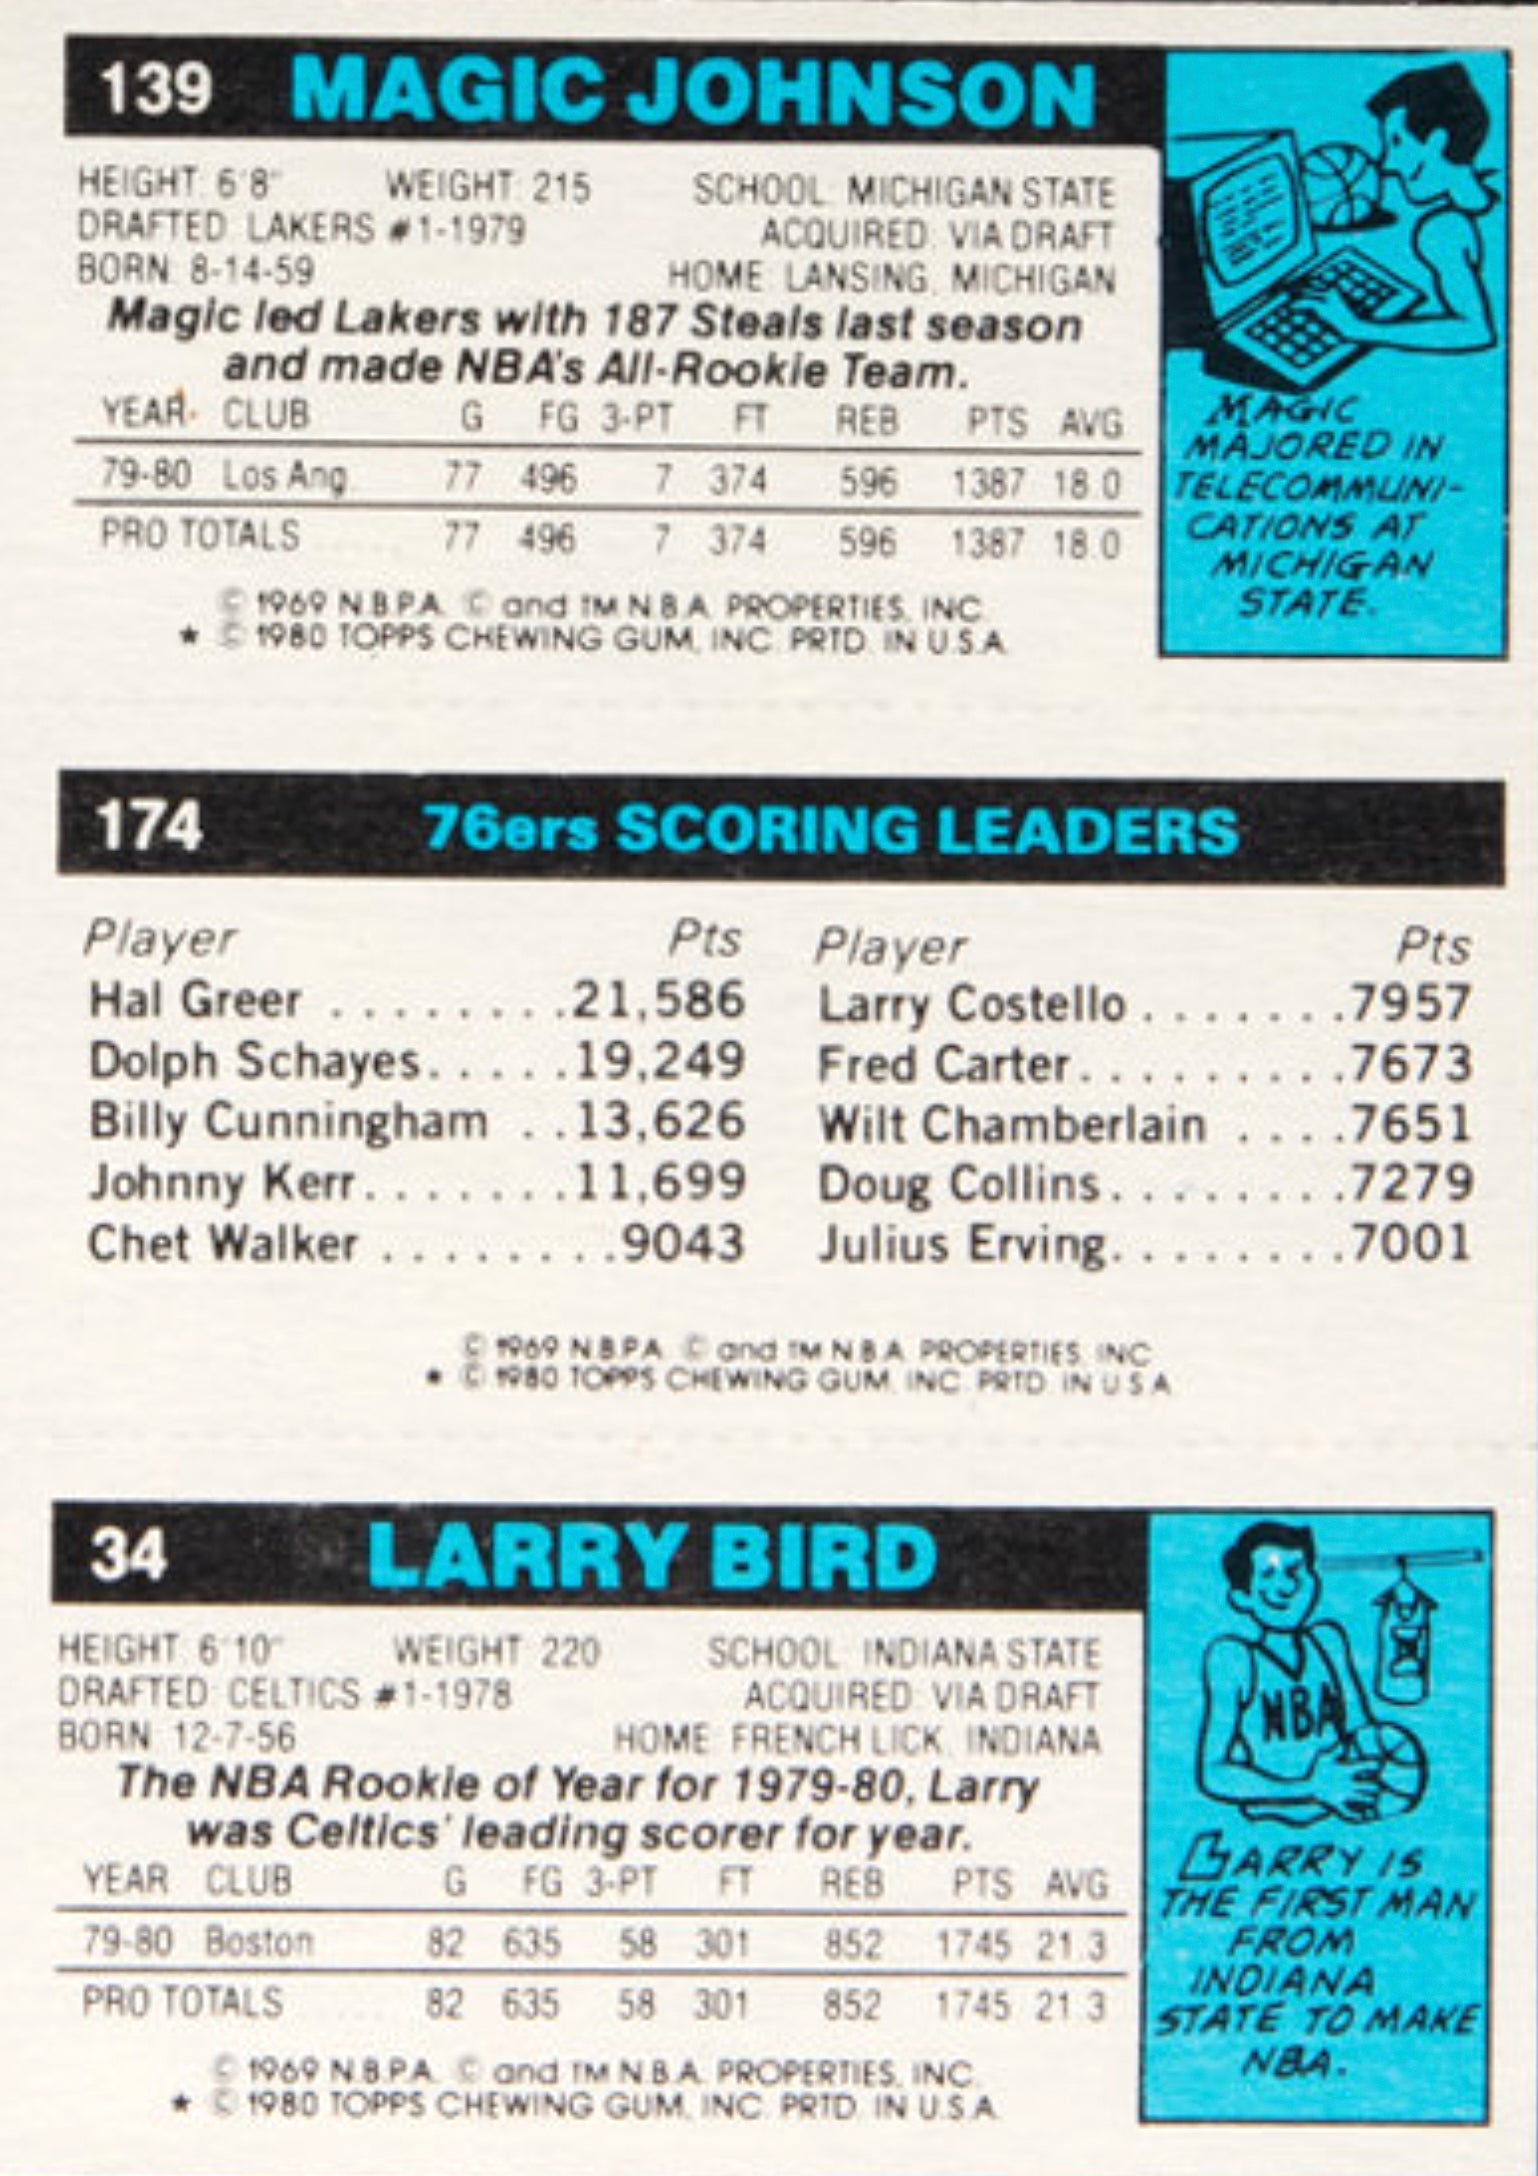 139 MAGIC JOHNSON
HEIGHT: 6'8" WEIGHT: 215 SCHOOL: MICHIGAN STATE
DRAFTED: LAKERS #1-1979 ACQUIRED: VIA DRAFT
BORN: 8-14-59 HOME: LANSING, MICHIGAN
Magic led Lakers with 187 Steals last season
and made NBA's All-Rookie Team.
YEAR CLUB G FG 3-PT FT REB PTS AVG
79-80 Los Ang. 77 496 7 374 596 1387 18.0
PRO TOTALS ..... 77 496 7 374 596 1387 18.0
© 1969 N.B.P.A. © and TM N.B.A. PROPERTIES, INC.
★ © 1980 TOPPS CHEWING GUM, INC. PRTD. IN U.S.A.
MAGIC
MAJORED IN
TELECOMMUNI-
CATIONS AT
MICHIGAN
STATE.
174 76ers SCORING LEADERS
Player Pts Player Pts
Hal Greer .........21,586 Larry Costello ........7957
Dolph Schayes......19,249 Fred Carter..........7673
Billy Cunningham ..13,626 Wilt Chamberlain ....7651
Johnny Kerr........11,699 Doug Collins.........7279
Chet Walker .........9043 Julius Erving.........7001
© 1969 N.B.P.A. © and TM N.B.A. PROPERTIES, INC.
★ © 1980 TOPPS CHEWING GUM, INC. PRTD. IN U.S.A.
34 LARRY BIRD
HEIGHT: 6'10" WEIGHT: 220 SCHOOL: INDIANA STATE
DRAFTED: CELTICS #1-1978 ACQUIRED: VIA DRAFT
BORN: 12-7-56 HOME: FRENCH LICK, INDIANA
The NBA Rookie of Year for 1979-80, Larry
was Celtics' leading scorer for year.
YEAR CLUB G FG 3-PT FT REB PTS AVG
79-80 Boston 82 635 58 301 852 1745 21.3
PRO TOTALS .... 82 635 58 301 852 1745 21.3
© 1969 N.B.P.A. © and TM N.B.A. PROPERTIES, INC.
★ © 1980 TOPPS CHEWING GUM, INC. PRTD. IN U.S.A.
NBA
LARRY IS
THE FIRST MAN
FROM
INDIANA
STATE TO MAKE
NBA.